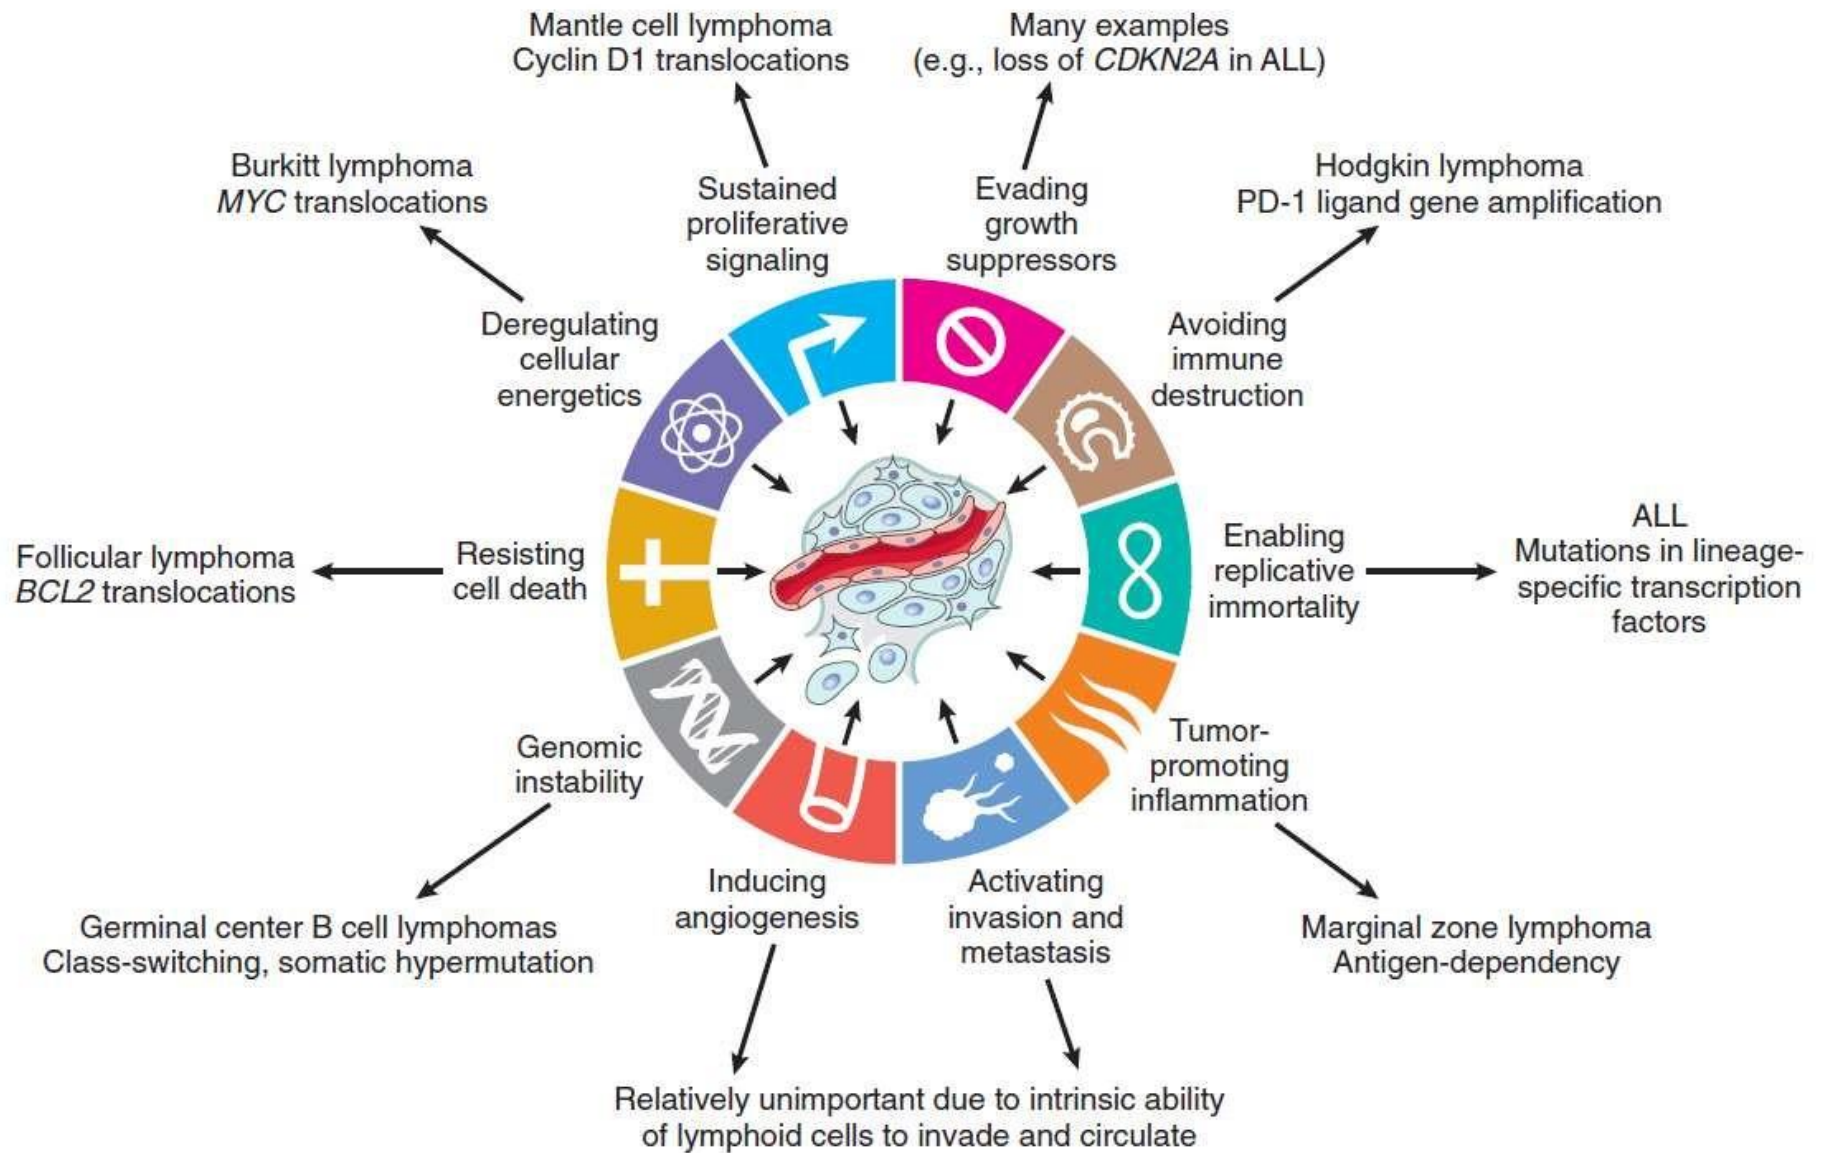 Mantle cell lymphoma
Cyclin D1 translocations
Many examples
(e.g., loss of CDKN2A in ALL)
Burkitt lymphoma
MYC translocations
Sustained
proliferative
signaling
Evading
growth
suppressors
Hodgkin lymphoma
PD-1 ligand gene amplification
Deregulating
cellular
energetics
Avoiding
immune
destruction
Follicular lymphoma
BCL2 translocations
Resisting
cell death
Enabling
replicative
immortality
ALL
Mutations in lineage-
specific transcription
factors
Genomic
instability
Tumor-
promoting
inflammation
Germinal center B cell lymphomas
Class-switching, somatic hypermutation
Inducing
angiogenesis
Activating
invasion and
metastasis
Marginal zone lymphoma
Antigen-dependency
Relatively unimportant due to intrinsic ability
of lymphoid cells to invade and circulate